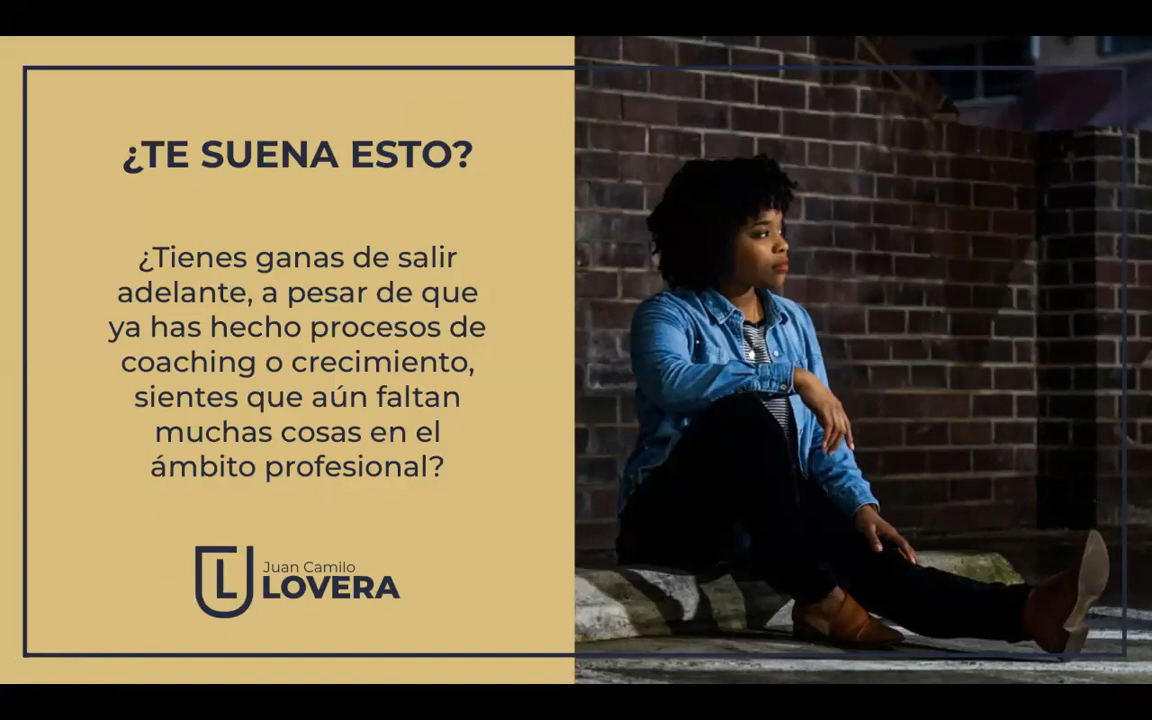 ¿TE SUENA ESTO?
¿Tienes ganas de salir
adelante, a pesar de que
ya has hecho procesos de
coaching o crecimiento,
sientes que aún faltan
muchas cosas en el
ámbito profesional?
Juan Camilo
LOVERA